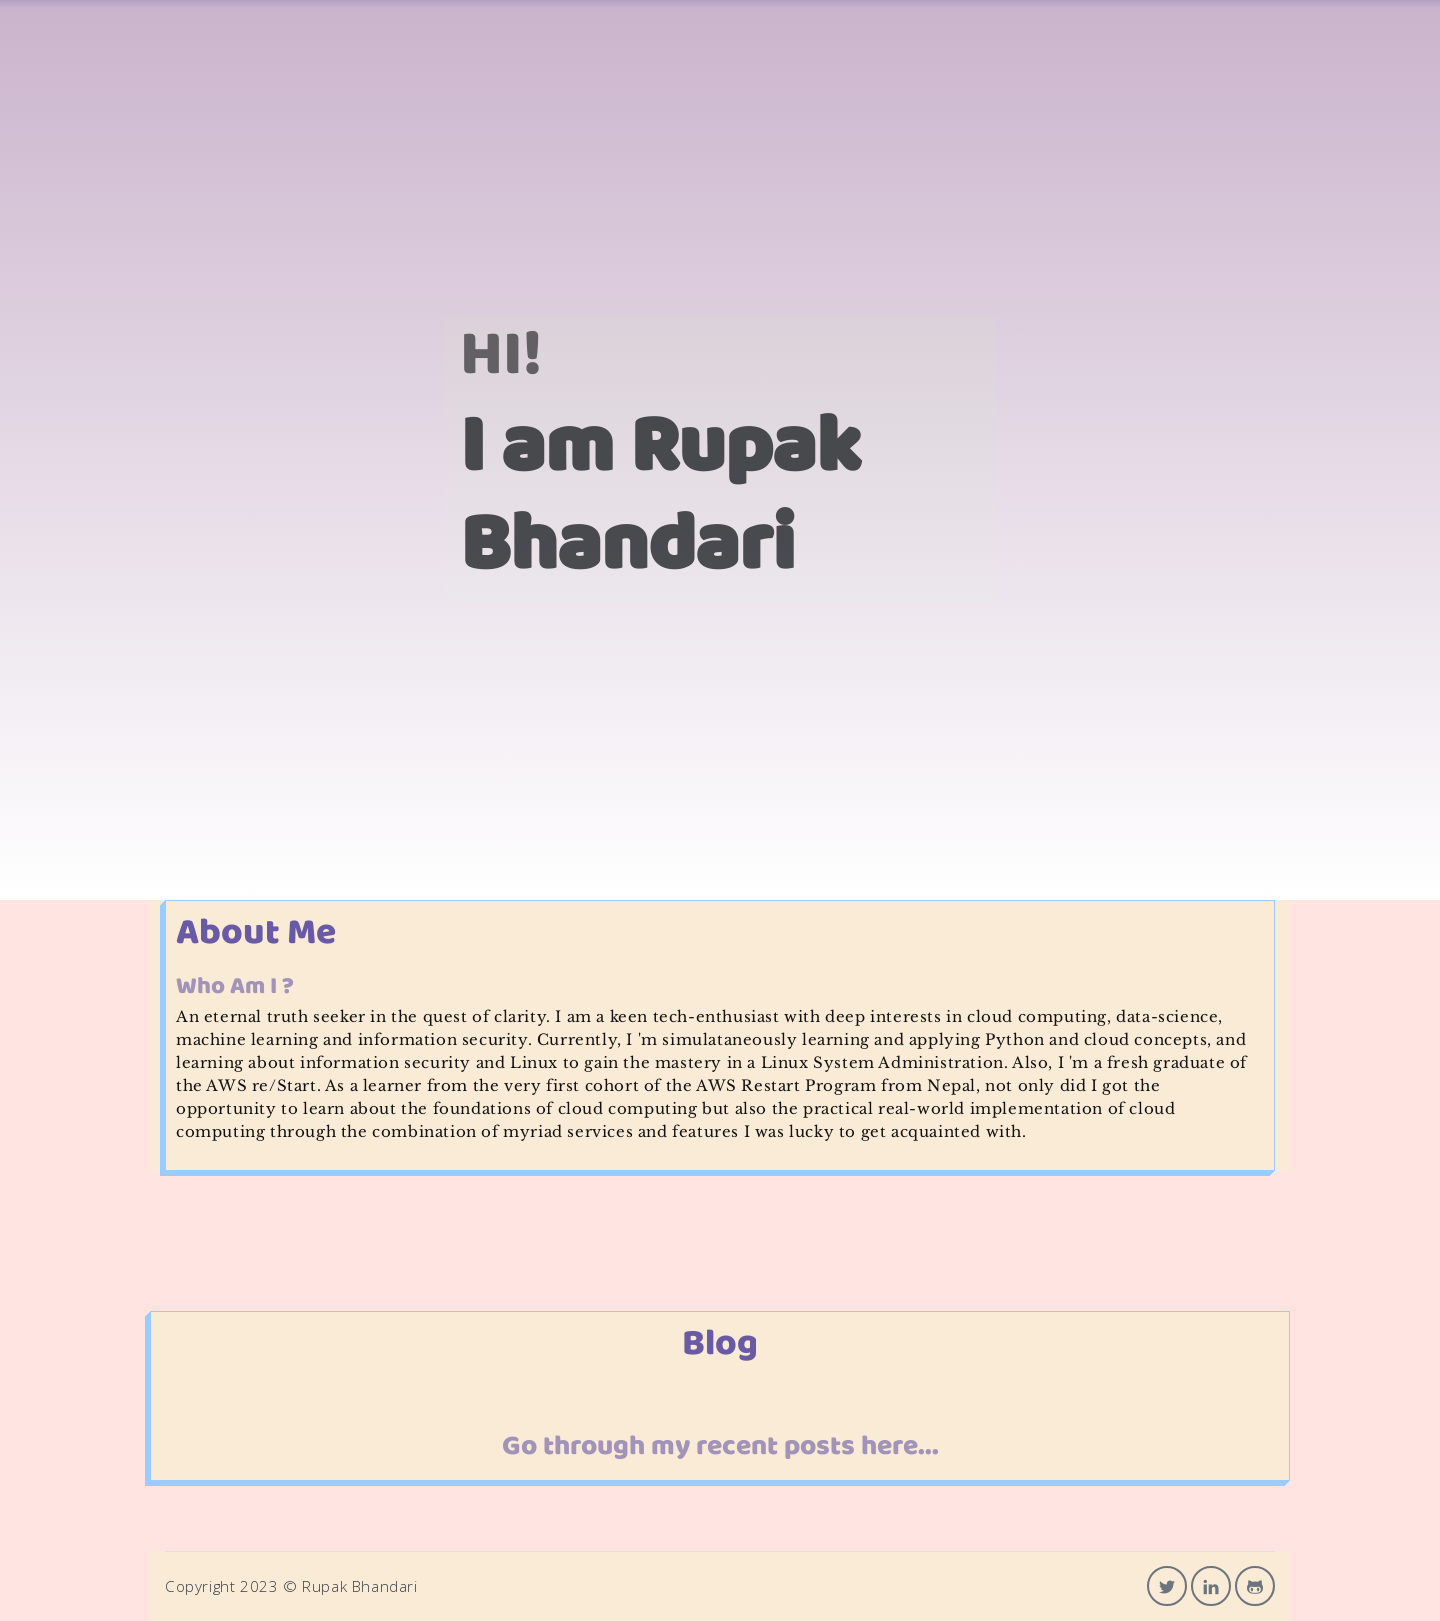 HI!
I am Rupak
Bhandari
About Me
Who Am I ?
An eternal truth seeker in the quest of clarity. I am a keen tech-enthusiast with deep interests in cloud computing, data-science,
machine learning and information security. Currently, I 'm simulataneously learning and applying Python and cloud concepts, and
learning about information security and Linux to gain the mastery in a Linux System Administration. Also, I 'm a fresh graduate of
the AWS re/Start. As a learner from the very first cohort of the AWS Restart Program from Nepal, not only did I got the
opportunity to learn about the foundations of cloud computing but also the practical real-world implementation of cloud
computing through the combination of myriad services and features I was lucky to get acquainted with.
Blog
Go through my recent posts here...
Copyright 2023 © Rupak Bhandari